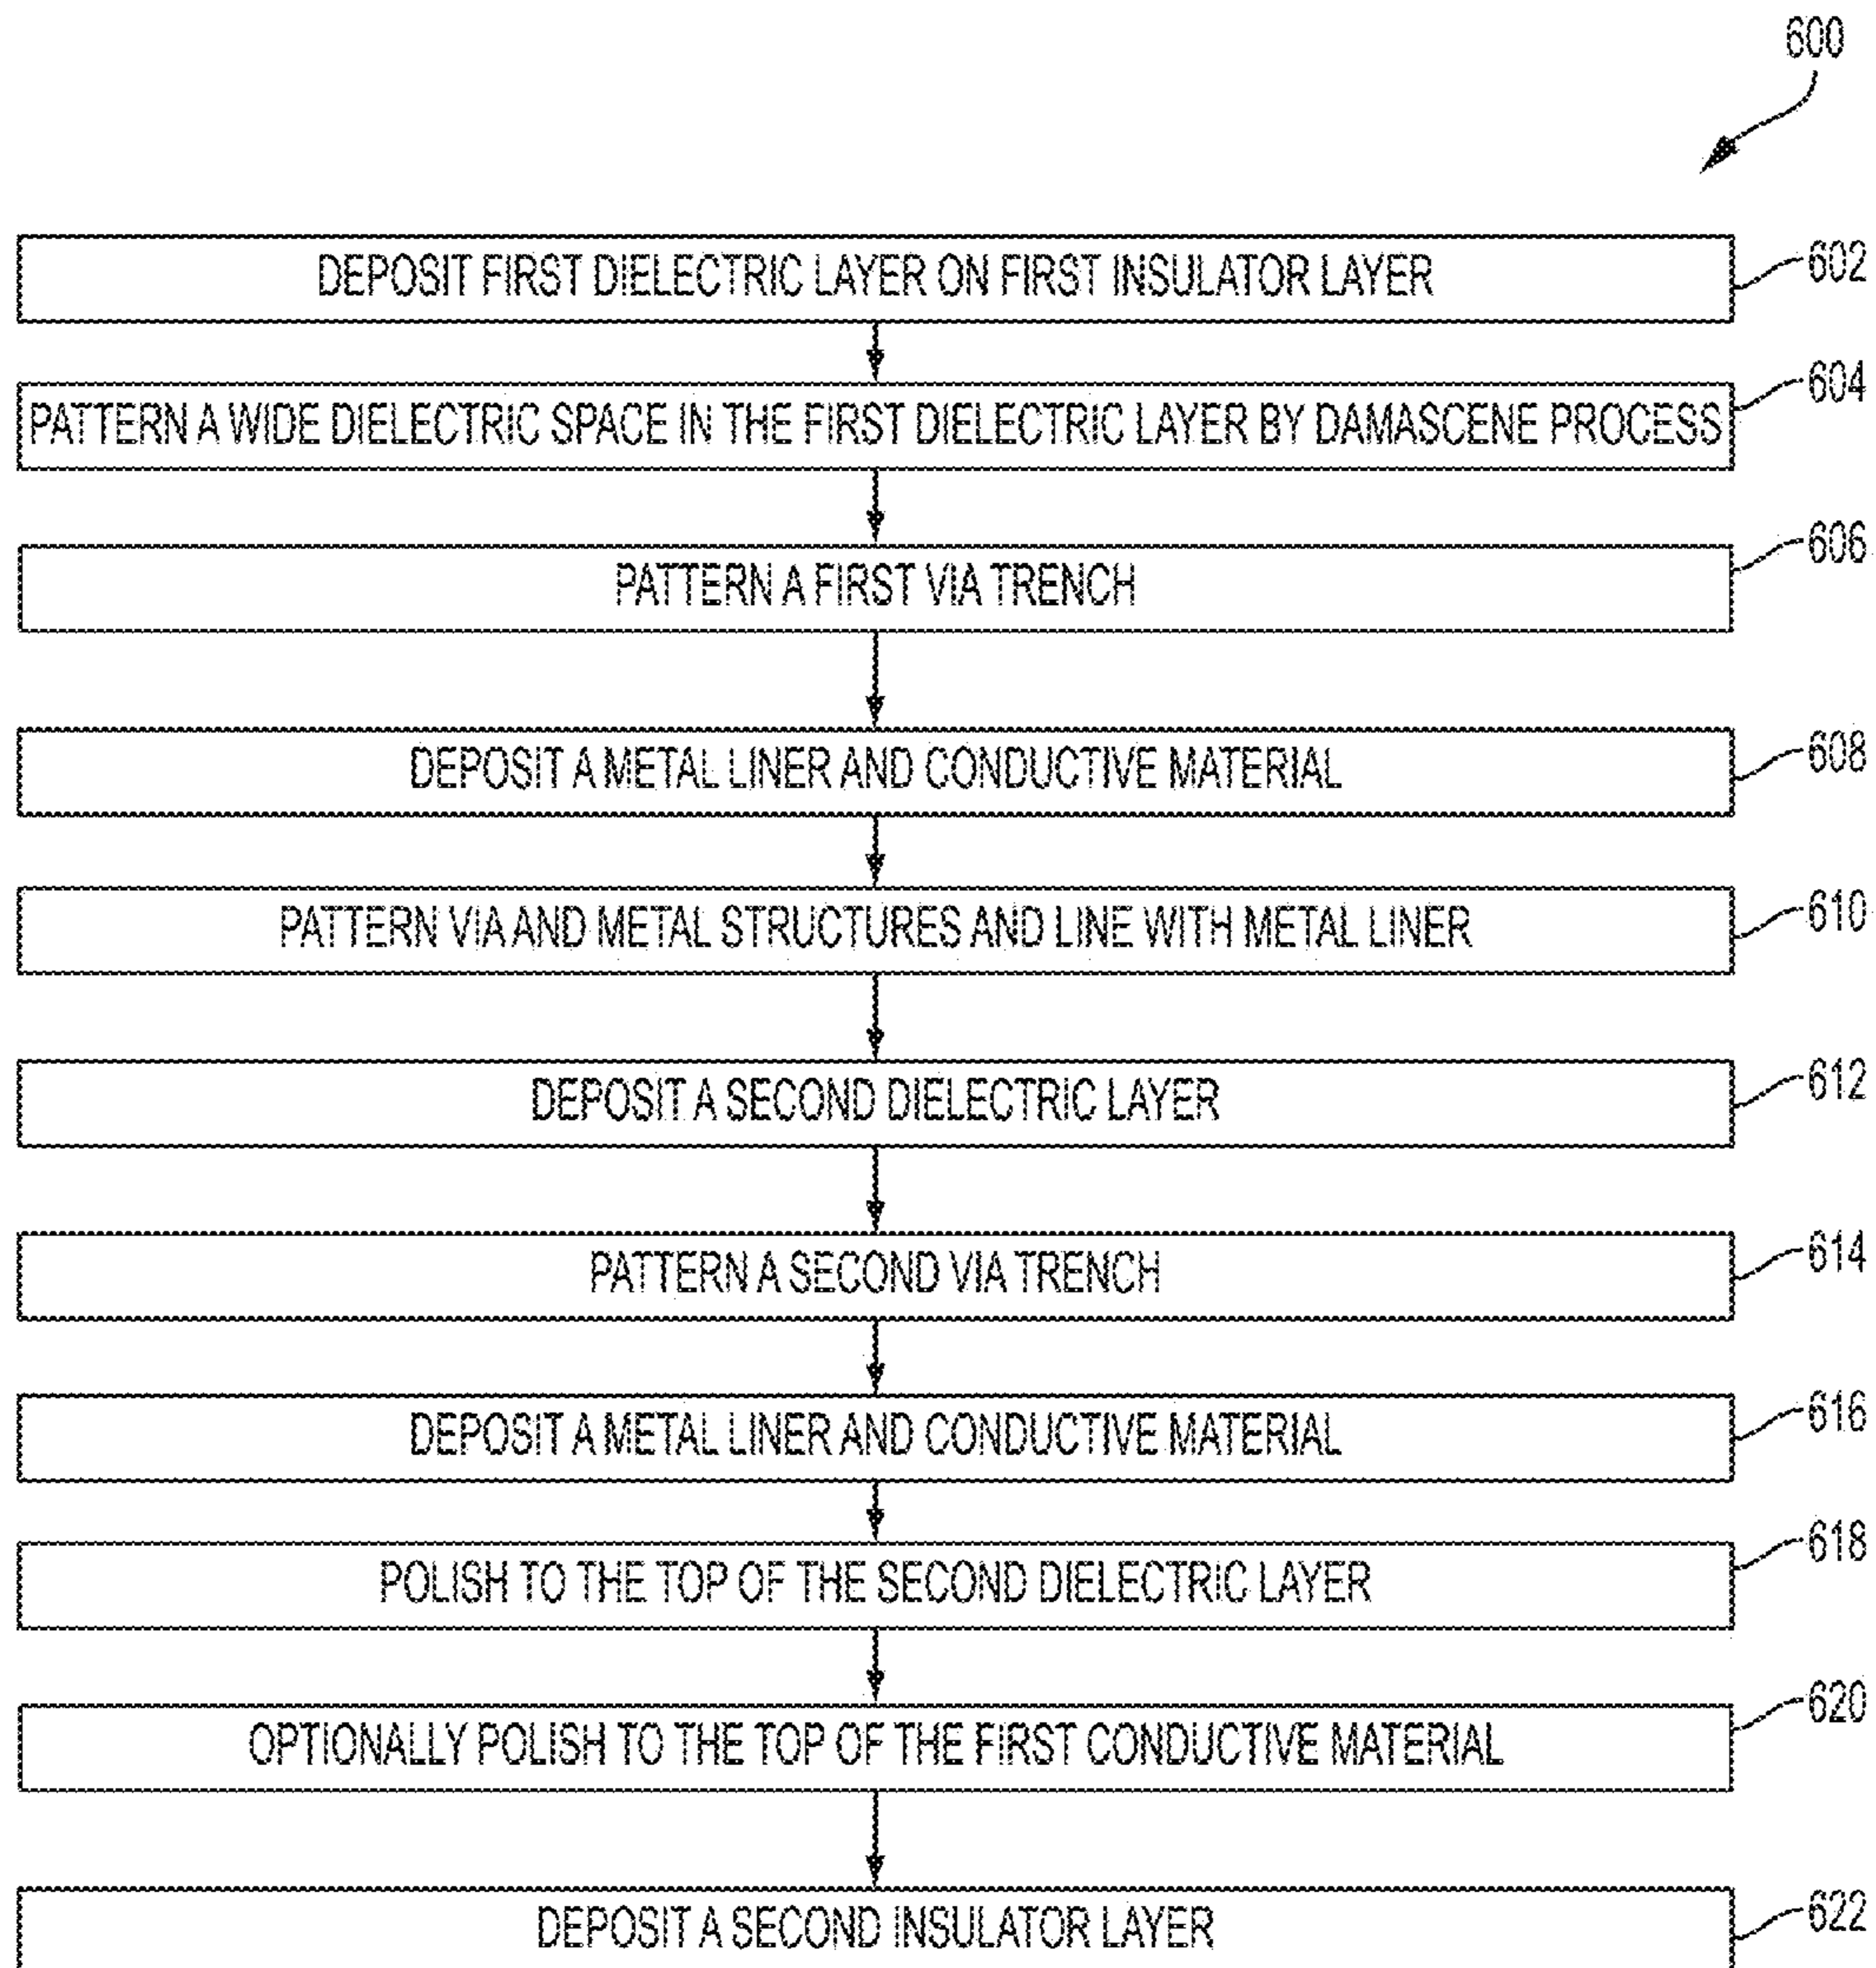 600
DEPOSIT FIRST DIELECTRIC LAYER ON FIRST INSULATOR LAYER
602
PATTERN A WIDE DIELECTRIC SPACE IN THE FIRST DIELECTRIC LAYER BY DAMASCENE PROCESS
604
PATTERN A FIRST VIA TRENCH
606
DEPOSIT A METAL LINER AND CONDUCTIVE MATERIAL
608
PATTERN VIA AND METAL STRUCTURES AND LINE WITH METAL LINER
610
DEPOSIT A SECOND DIELECTRIC LAYER
612
PATTERN A SECOND VIA TRENCH
614
DEPOSIT A METAL LINER AND CONDUCTIVE MATERIAL
616
POLISH TO THE TOP OF THE SECOND DIELECTRIC LAYER
618
OPTIONALLY POLISH TO THE TOP OF THE FIRST CONDUCTIVE MATERIAL
620
DEPOSIT A SECOND INSULATOR LAYER
622